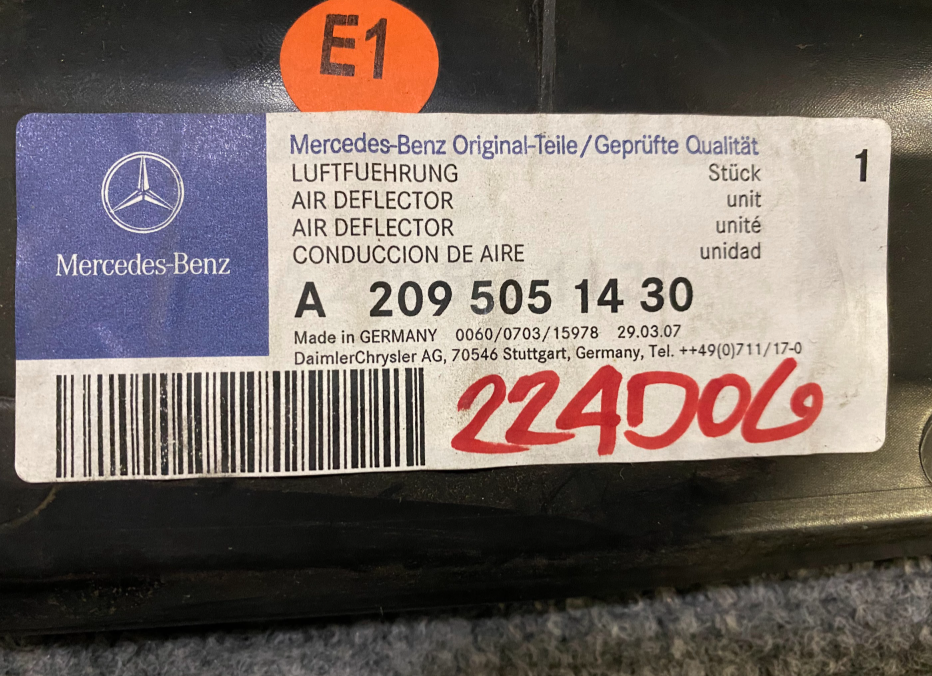 E1
Mercedes-Benz
Mercedes-Benz Original-Teile/Geprüfte Qualität
LUFTFUEHRUNG Stück 1
AIR DEFLECTOR unit
AIR DEFLECTOR unité
CONDUCCION DE AIRE unidad
A 209 505 14 30
Made in GERMANY 0060/0703/15978 29.03.07
DaimlerChrysler AG, 70546 Stuttgart, Germany, Tel. ++49(0)711/17-0
224D06